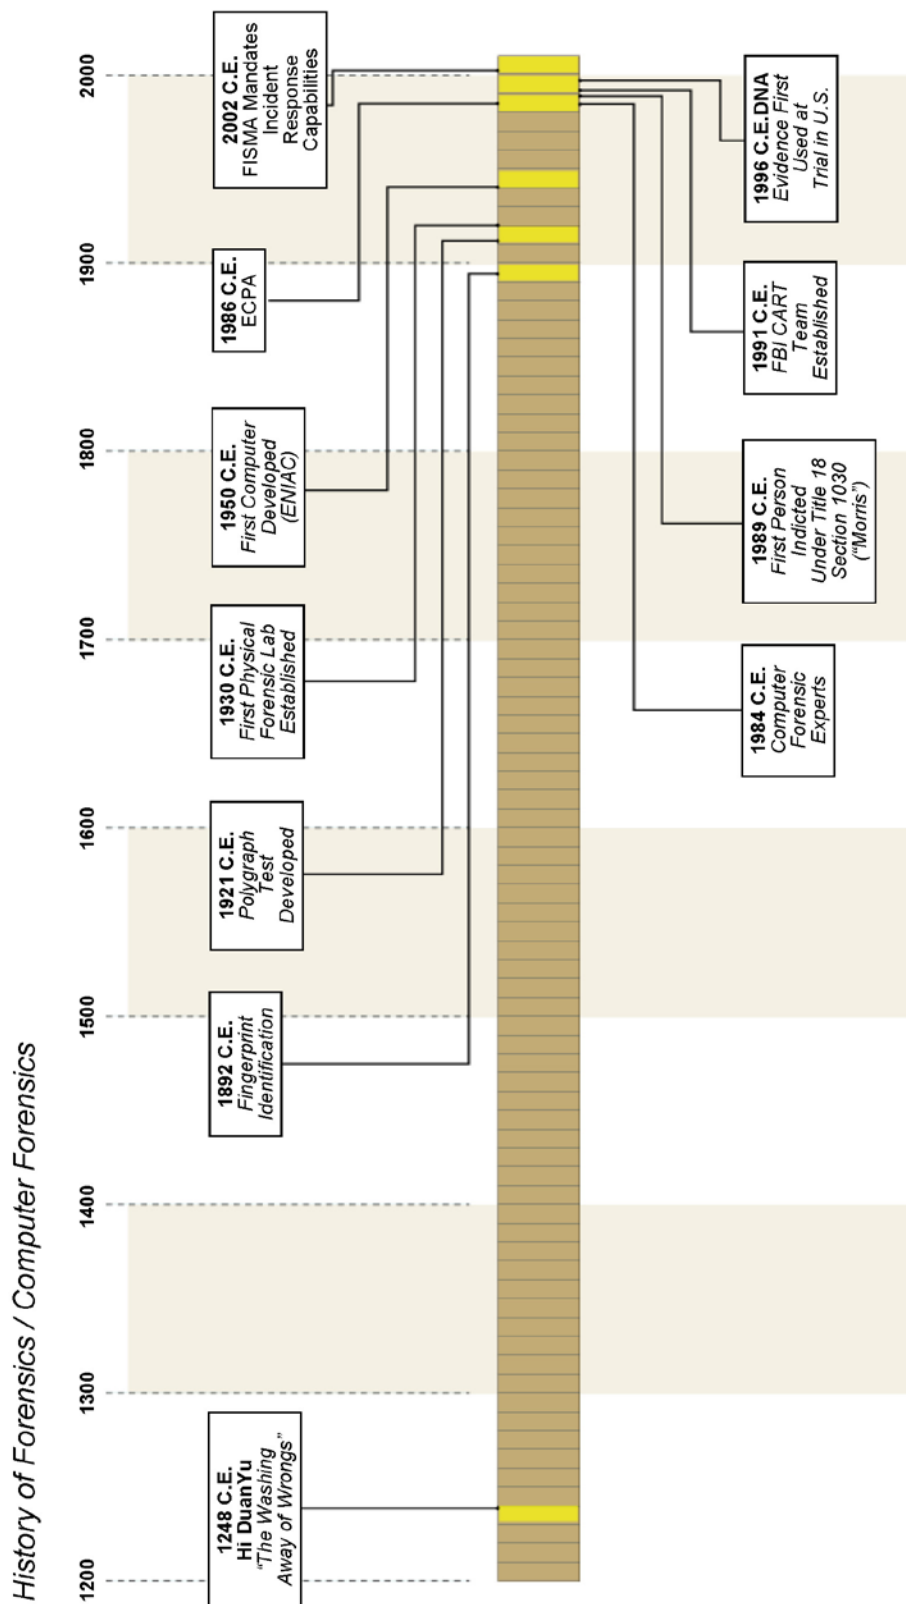 History of Forensics / Computer Forensics
1200
1300
1400
1500
1600
1700
1800
1900
2000
1248 C.E.
Hi DuanYu
“The Washing
Away of Wrongs”
1892 C.E.
Fingerprint
Identification
1921 C.E.
Polygraph
Test
Developed
1930 C.E.
First Physical
Forensic Lab
Established
1950 C.E.
First Computer
Developed
(ENIAC)
1986 C.E.
ECPA
2002 C.E.
FISMA Mandates
Incident
Response
Capabilities
1984 C.E.
Computer
Forensic
Experts
1989 C.E.
First Person
Indicted
Under Title 18
Section 1030
(“Morris”)
1991 C.E.
FBI CART
Team
Established
1996 C.E.DNA
Evidence First
Used at
Trial in U.S.